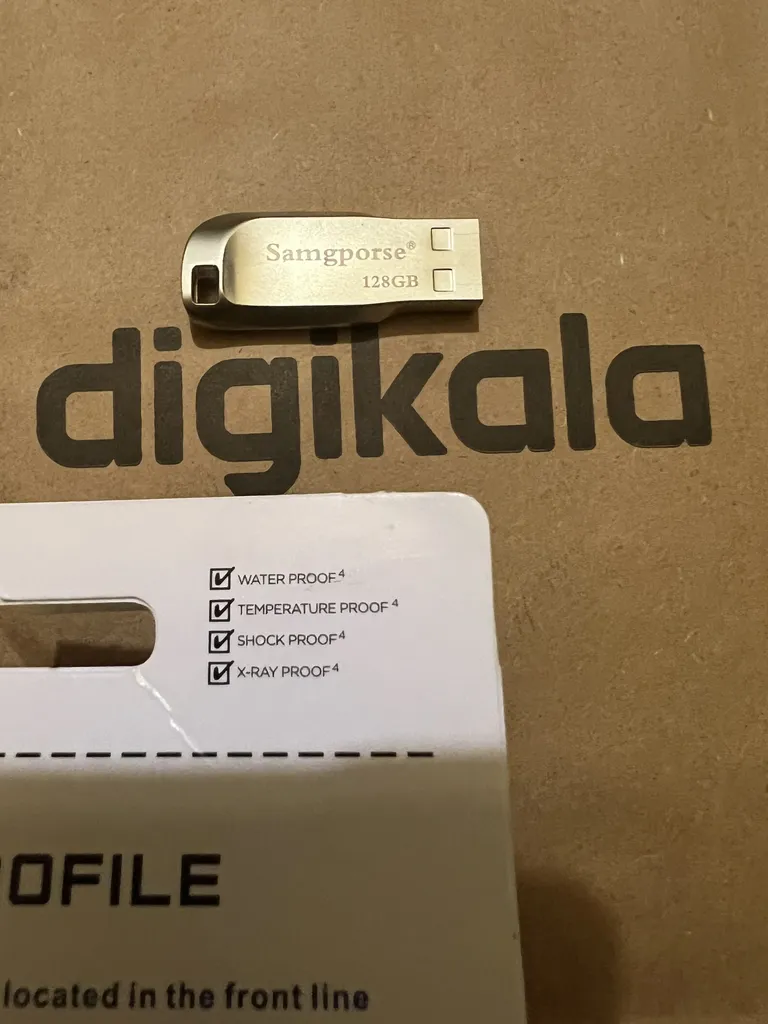 Samgporse®
128GB
digikala
WATER PROOF4
TEMPERATURE PROOF4
SHOCK PROOF4
X-RAY PROOF4
OFILE
located in the front line